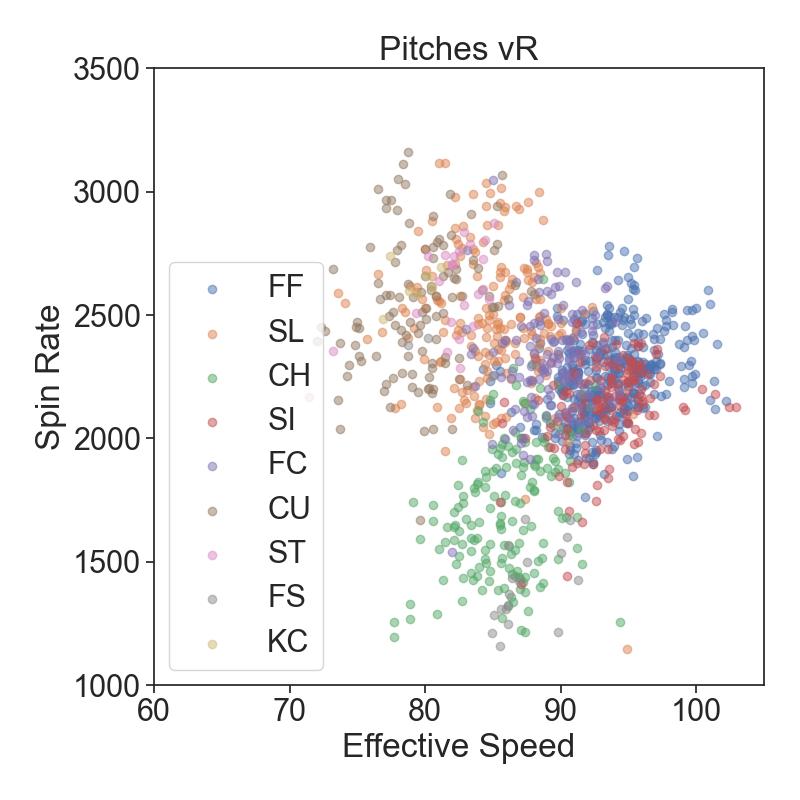 Pitches vR
3500
3000
2500
2000
1500
1000
Spin Rate
FF
SL
CH
SI
FC
CU
ST
FS
KC
60 70 80 90 100
Effective Speed